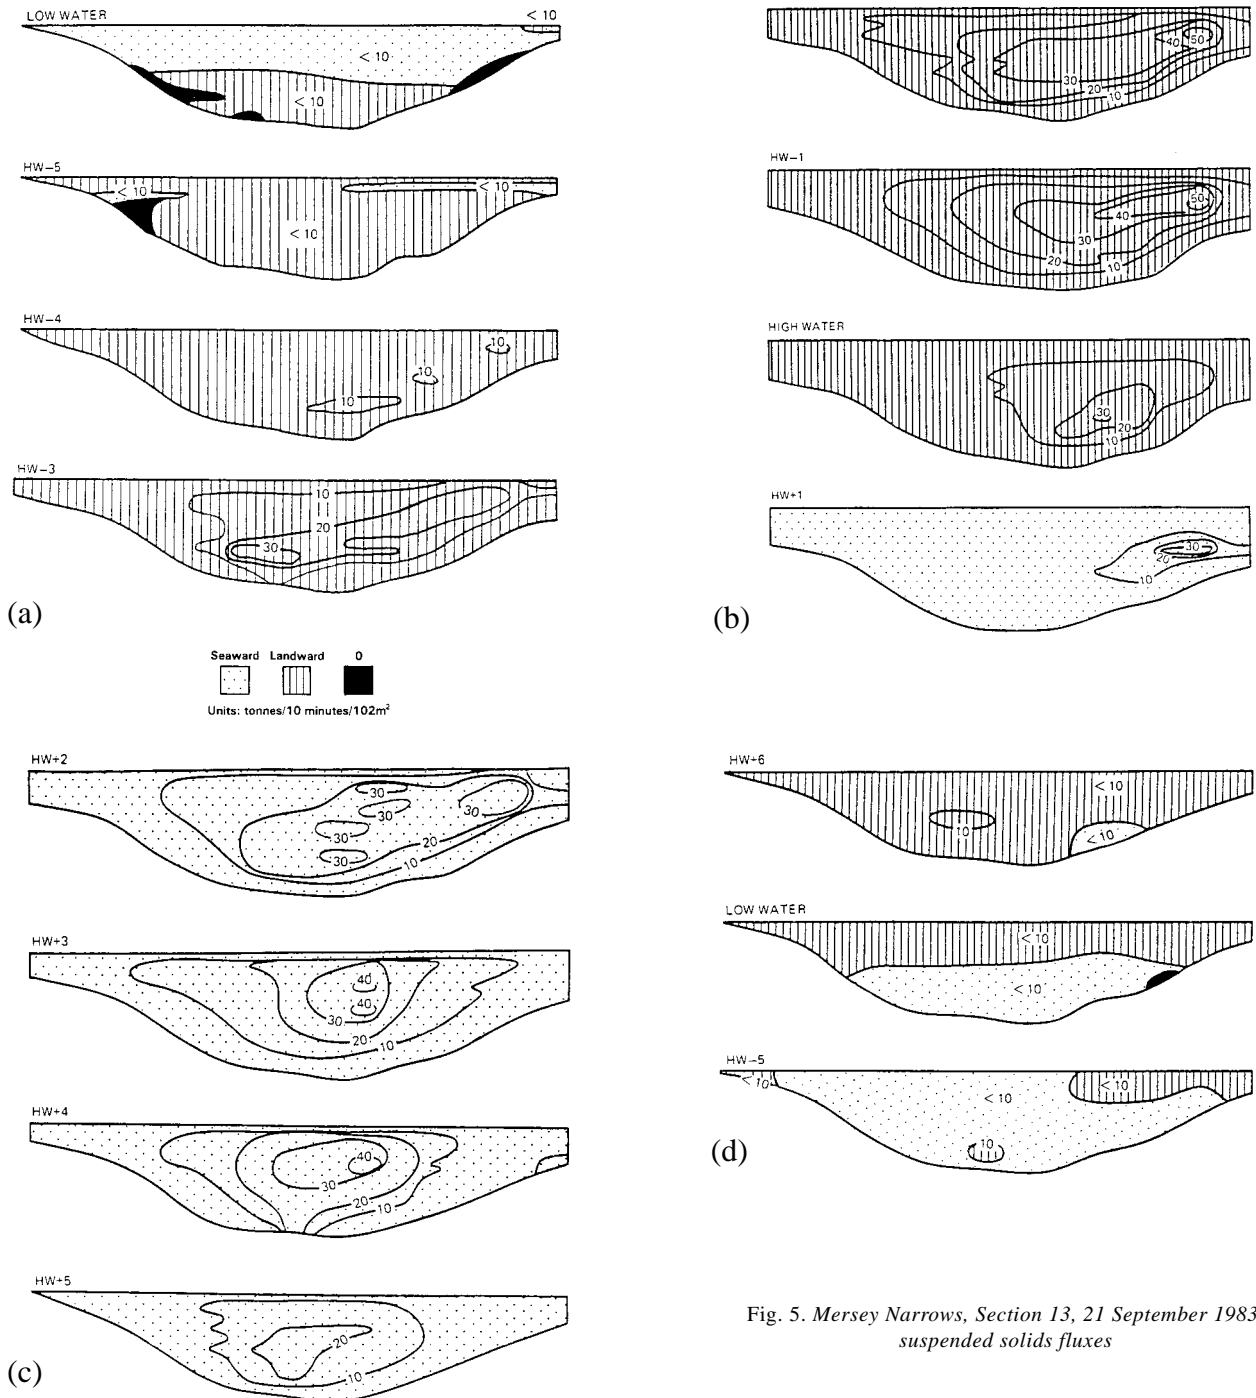 LOW WATER
< 10
< 10
< 10
HW−5
< 10
< 10
< 10
HW−4
10
10
10
HW−3
10
20
30
(a)
40
50
30
20
10
HW−1
50
40
30
20
10
HIGH WATER
30
20
10
HW+1
30
20
10
(b)
Seaward Landward 0
Units: tonnes/10 minutes/102m²
HW+2
30
30
30
30
30
20
10
HW+3
40
40
30
20
10
HW+4
40
30
20
10
HW+5
20
10
(c)
HW+6
< 10
10
< 10
LOW WATER
< 10
< 10
HW−5
< 10
< 10
< 10
10
(d)
Fig. 5. Mersey Narrows, Section 13, 21 September 1983
suspended solids fluxes